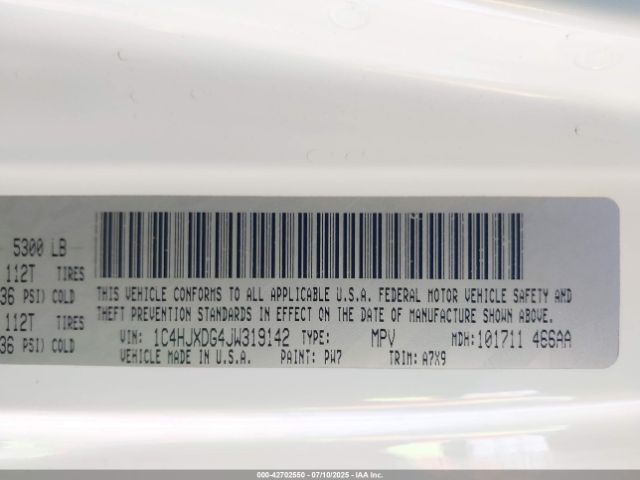 5300 LB
112T TIRES
36 PSI) COLD
112T TIRES
36 PSI) COLD
THIS VEHICLE CONFORMS TO ALL APPLICABLE U.S.A. FEDERAL MOTOR VEHICLE SAFETY AND
THEFT PREVENTION STANDARDS IN EFFECT ON THE DATE OF MANUFACTURE SHOWN ABOVE.
VIN: 1C4HJXDG4JW319142 TYPE: MPV MDH: 101711 466AA
VEHICLE MADE IN U.S.A. PAINT: PW7 TRIM: A7X9
000-42702550 - 07/10/2025 - © IAA Inc.